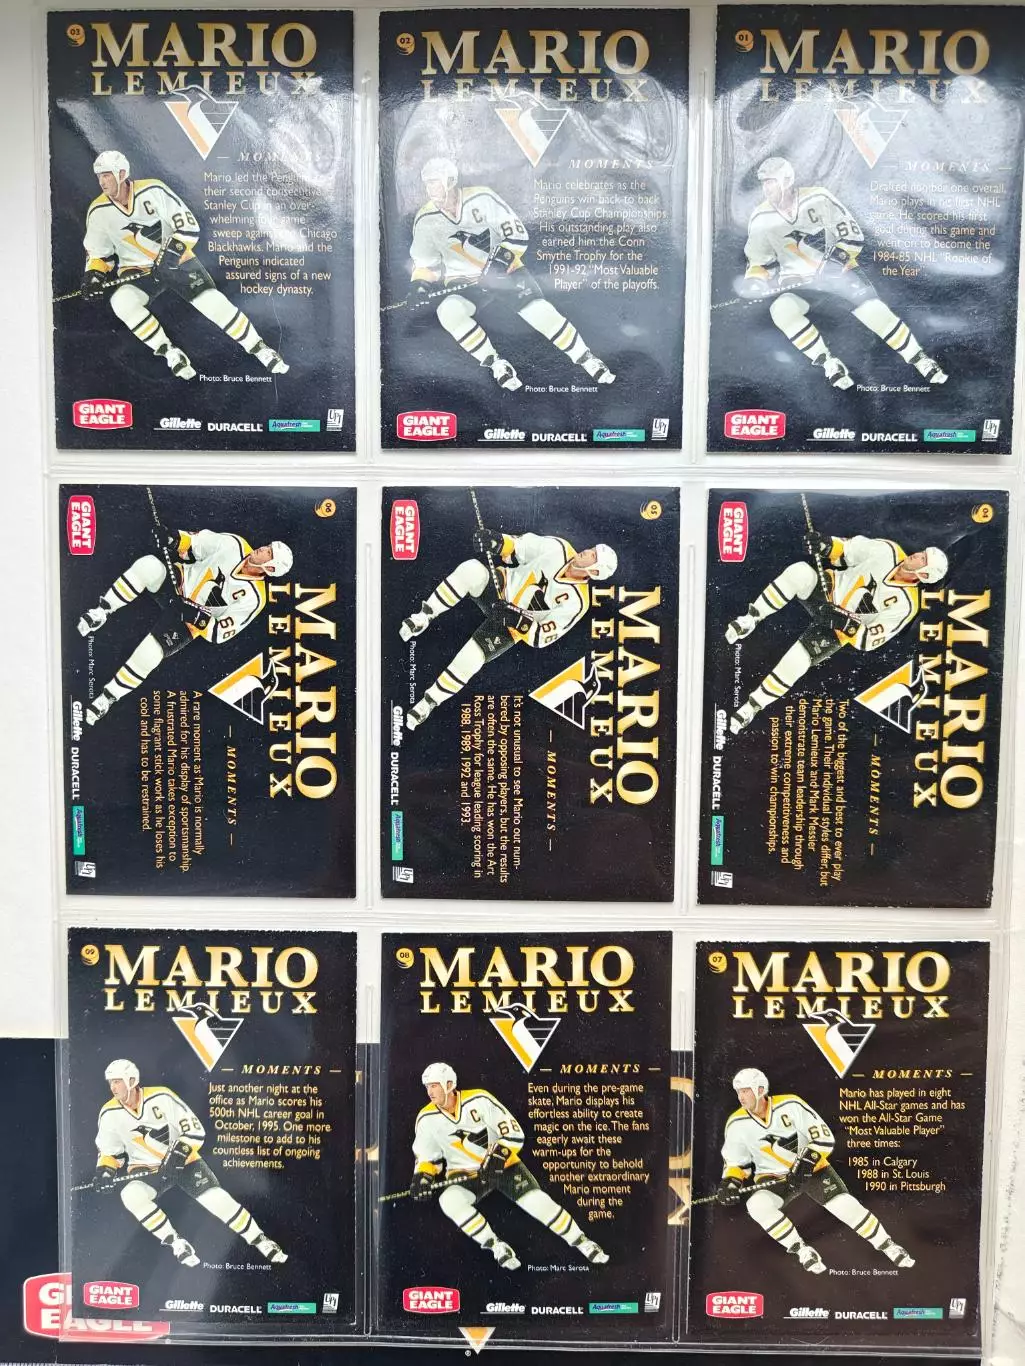 03
MARIO
LEMIEUX
— MOMENTS —
Mario led the Penguins to
their second consecutive
Stanley Cup in an over-
whelming four game
sweep against the Chicago
Blackhawks. Mario and the
Penguins indicated
assured signs of a new
hockey dynasty.
C
66
Photo: Bruce Bennett
GIANT
EAGLE
Gillette DURACELL Aquafresh
02
MARIO
LEMIEUX
— MOMENTS —
Mario celebrates as the
Penguins win back-to-back
Stanley Cup Championships.
His outstanding play also
earned him the Conn
Smythe Trophy for the
1991-92 "Most Valuable
Player" of the playoffs.
C
66
Photo: Bruce Bennett
GIANT
EAGLE
Gillette DURACELL Aquafresh
01
MARIO
LEMIEUX
— MOMENTS —
Drafted number one overall,
Mario plays in his first NHL
game. He scored his first
goal during this game and
went on to become the
1984-85 NHL "Rookie of
the Year".
C
66
Photo: Bruce Bennett
GIANT
EAGLE
Gillette DURACELL Aquafresh
06
MARIO
LEMIEUX
— MOMENTS —
A rare moment as Mario is normally
admired for his display of sportsmanship.
A frustrated Mario takes exception to
some flagrant stick work as he loses his
cool and has to be restrained.
C
66
Photo: Marc Serota
GIANT
EAGLE
Gillette DURACELL Aquafresh
05
MARIO
LEMIEUX
— MOMENTS —
It's not unusual to see Mario out num-
bered by opposing players, but the results
are often the same. He has won the Art
Ross Trophy for league leading scoring in
1988, 1989, 1992 and 1993.
C
66
Photo: Marc Serota
GIANT
EAGLE
Gillette DURACELL Aquafresh
04
MARIO
LEMIEUX
— MOMENTS —
Two of the biggest and best to ever play
the game. Their individual styles differ, but
Mario Lemieux and Mark Messier
demonstrate team leadership through
their extreme competitiveness and
passion to win championships.
C
66
Photo: Marc Serota
GIANT
EAGLE
Gillette DURACELL Aquafresh
09
MARIO
LEMIEUX
— MOMENTS —
Just another night at the
office as Mario scores his
500th NHL career goal in
October, 1995. One more
milestone to add to his
countless list of ongoing
achievements.
C
66
Photo: Bruce Bennett
GIANT
EAGLE
Gillette DURACELL Aquafresh
08
MARIO
LEMIEUX
— MOMENTS —
Even during the pre-game
skate, Mario displays his
effortless ability to create
magic on the ice. The fans
eagerly await these
warm-ups for the
opportunity to behold
another extraordinary
Mario moment
during the
game.
C
66
Photo: Marc Serota
GIANT
EAGLE
Gillette DURACELL Aquafresh
07
MARIO
LEMIEUX
— MOMENTS —
Mario has played in eight
NHL All-Star games and has
won the All-Star Game
"Most Valuable Player"
three times:
1985 in Calgary
1988 in St. Louis
1990 in Pittsburgh
C
66
Photo: Bruce Bennett
GIANT
EAGLE
Gillette DURACELL Aquafresh
EAGLE
®